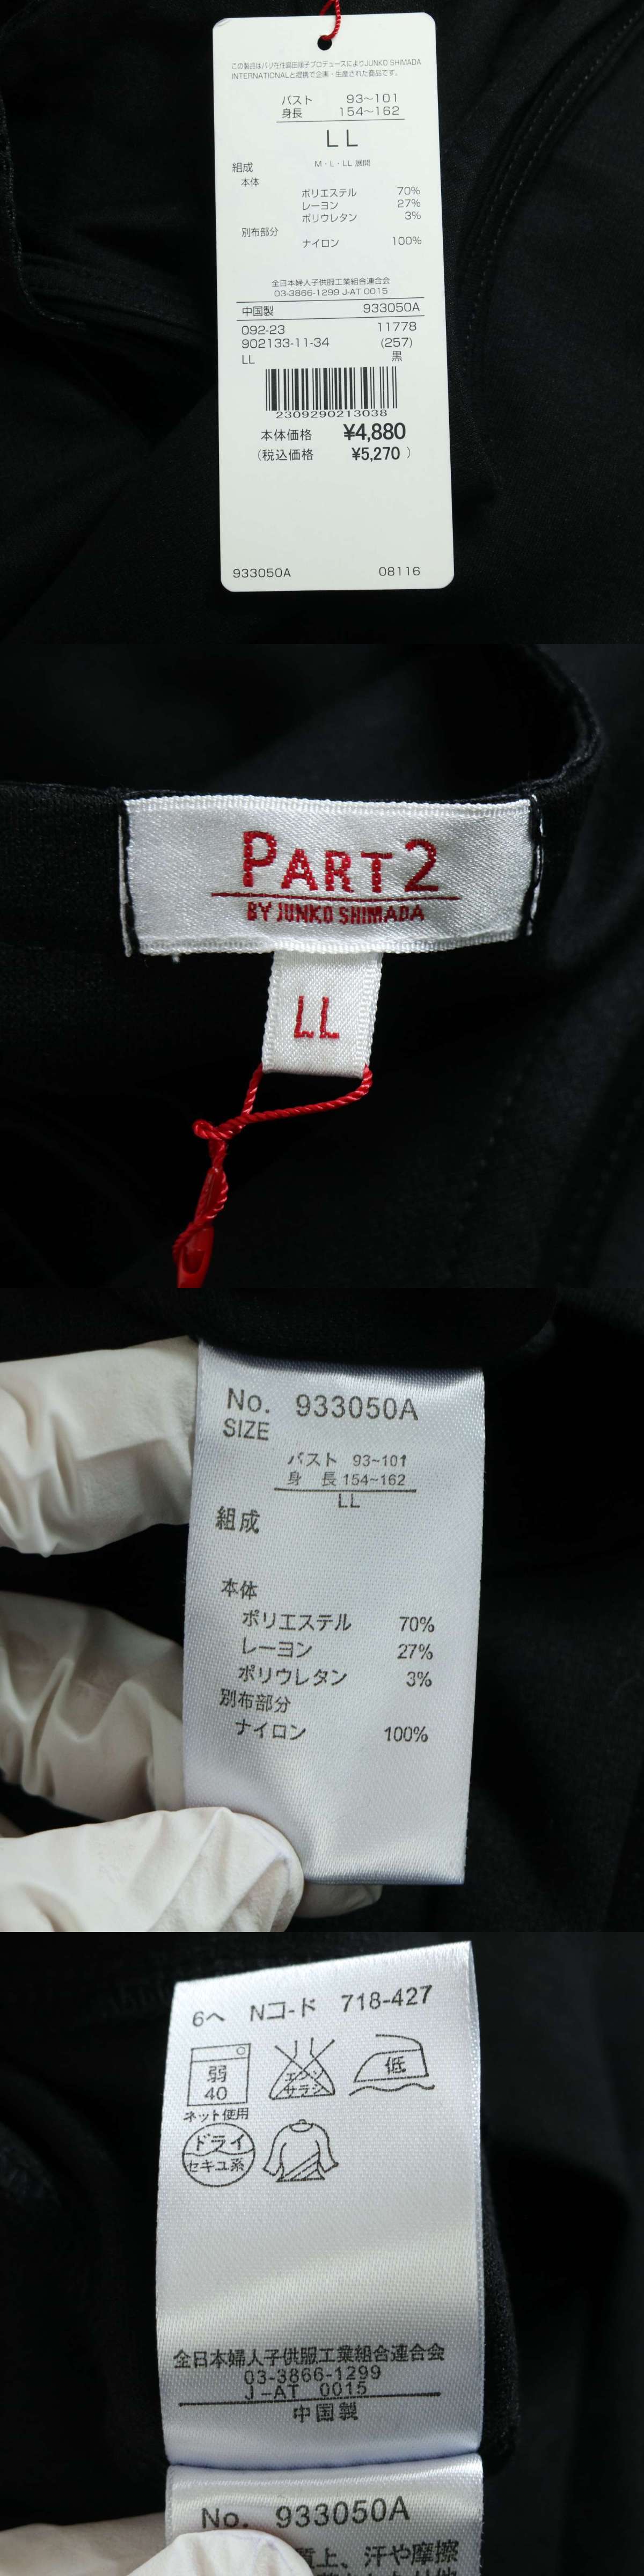 この製品はパリ在住島田順子プロデュースによりJUNKO SHIMADA
INTERNATIONALと提携で企画・生産された商品です。
バスト 93~101
身長 154~162
LL
M・L・LL 展開
組成
本体
ポリエステル 70%
レーヨン 27%
ポリウレタン 3%
別布部分
ナイロン 100%
全日本婦人子供服工業組合連合会
03-3866-1299 J-AT 0015
中国製 933050A
092-23 11778
902133-11-34 (257)
LL 黒
2309290213038
本体価格 ¥4,880
(税込価格 ¥5,270)
933050A 08116
PART2
BY JUNKO SHIMADA
LL
No. 933050A
SIZE
バスト 93~101
身長 154~162
LL
組成
本体
ポリエステル 70%
レーヨン 27%
ポリウレタン 3%
別布部分
ナイロン 100%
6へ Nコード 718-427
弱
40
エンソ
サラシ
低
ネット使用
ドライ
セキユ系
全日本婦人子供服工業組合連合会
03-3866-1299
J-AT 0015
中国製
No. 933050A
質上、汗や摩擦